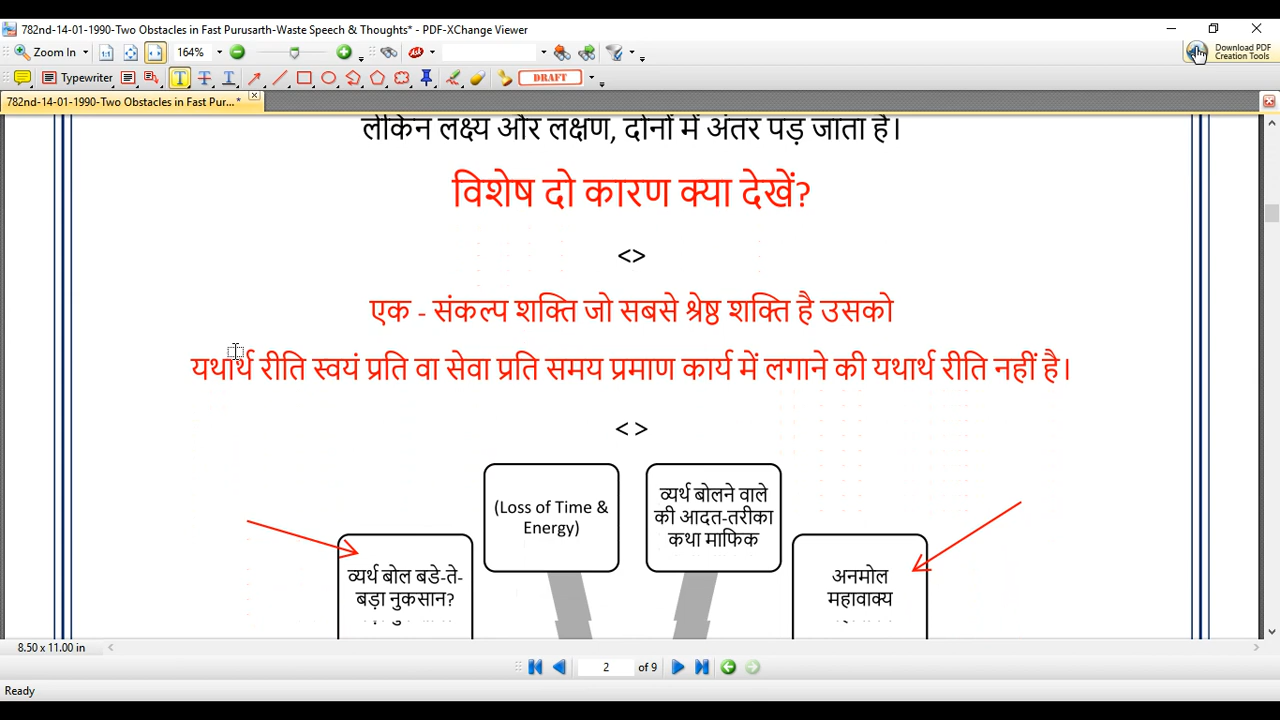 782nd-14-01-1990-Two Obstacles in Fast Purusarth-Waste Speech & Thoughts* - PDF-XChange Viewer
Zoom In
164%
Download PDF
Creation Tools
Typewriter
DRAFT
782nd-14-01-1990-Two Obstacles in Fast Pur... *
लेकिन लक्ष्य और लक्षण, दोनों में अंतर पड़ जाता है।
विशेष दो कारण क्या देखें?
<>
एक - संकल्प शक्ति जो सबसे श्रेष्ठ शक्ति है उसको
यथार्थ रीति स्वयं प्रति वा सेवा प्रति समय प्रमाण कार्य में लगाने की यथार्थ रीति नहीं है।
< >
(Loss of Time &
Energy)
व्यर्थ बोलने वाले
की आदत-तरीका
कथा माफिक
व्यर्थ बोल बडे-ते-
बड़ा नुकसान?
अनमोल
महावाक्य
8.50 x 11.00 in
2
of 9
Ready